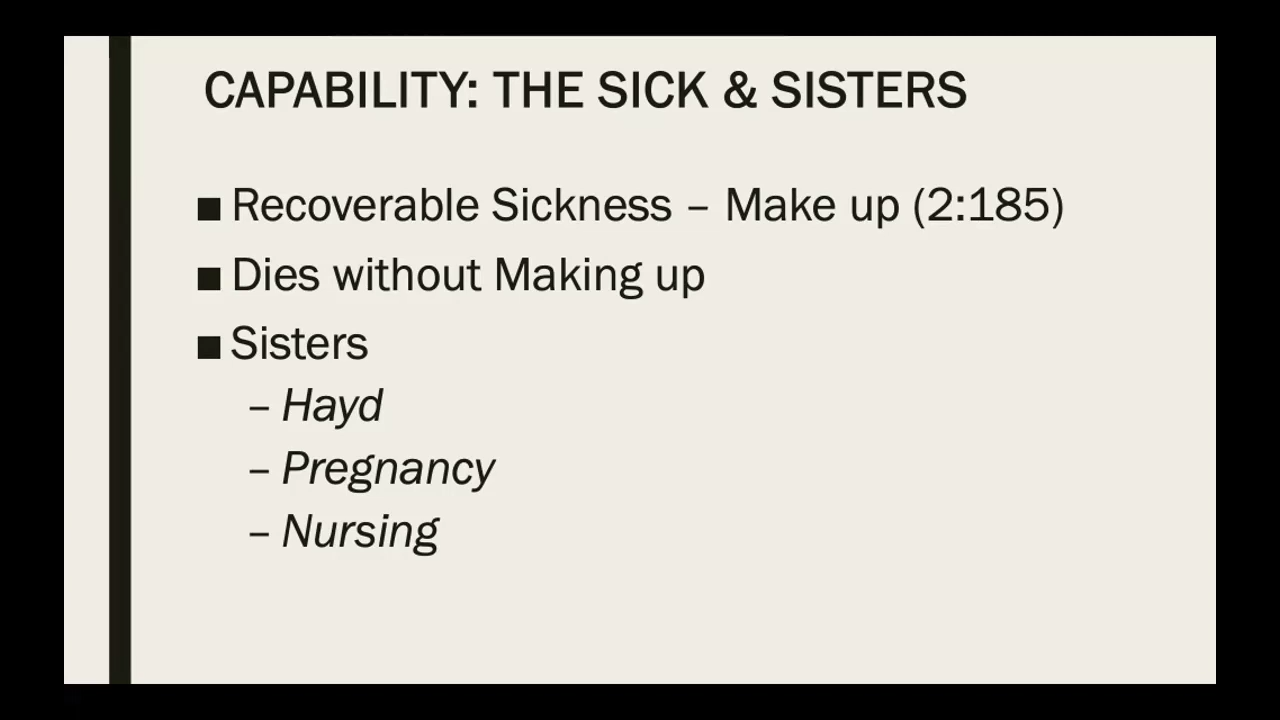 CAPABILITY: THE SICK & SISTERS
■ Recoverable Sickness – Make up (2:185)
■ Dies without Making up
■ Sisters
– Hayd
– Pregnancy
– Nursing